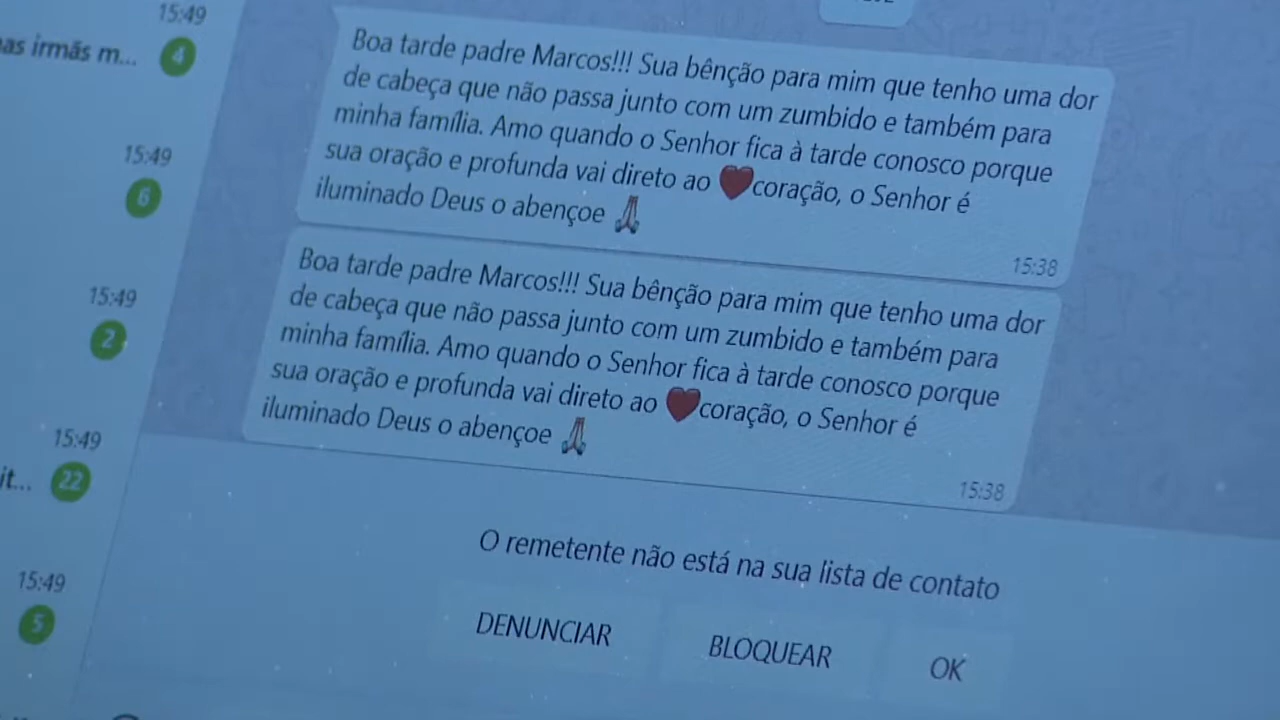 15:49
as irmãs m...
4
15:49
6
15:49
2
15:49
it...
22
15:49
5
Boa tarde padre Marcos!!! Sua bênção para mim que tenho uma dor
de cabeça que não passa junto com um zumbido e também para
minha família. Amo quando o Senhor fica à tarde conosco porque
sua oração e profunda vai direto ao ❤️coração, o Senhor é
iluminado Deus o abençoe 🙏
15:38
Boa tarde padre Marcos!!! Sua bênção para mim que tenho uma dor
de cabeça que não passa junto com um zumbido e também para
minha família. Amo quando o Senhor fica à tarde conosco porque
sua oração e profunda vai direto ao ❤️coração, o Senhor é
iluminado Deus o abençoe 🙏
15:38
O remetente não está na sua lista de contato
DENUNCIAR
BLOQUEAR
OK